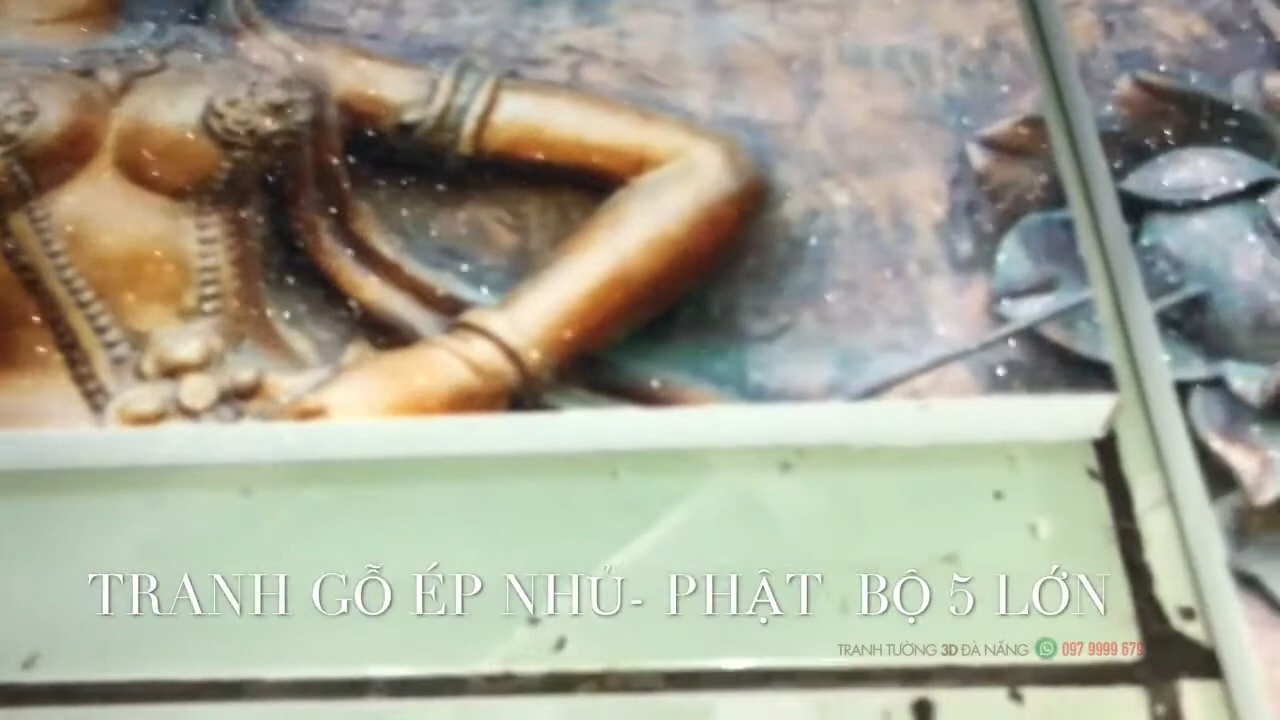 TRANH GỖ ÉP NHỦ- PHẬT BỘ 5 LỚN
TRANH TƯỜNG 3D ĐÀ NẴNG 097 9999 679